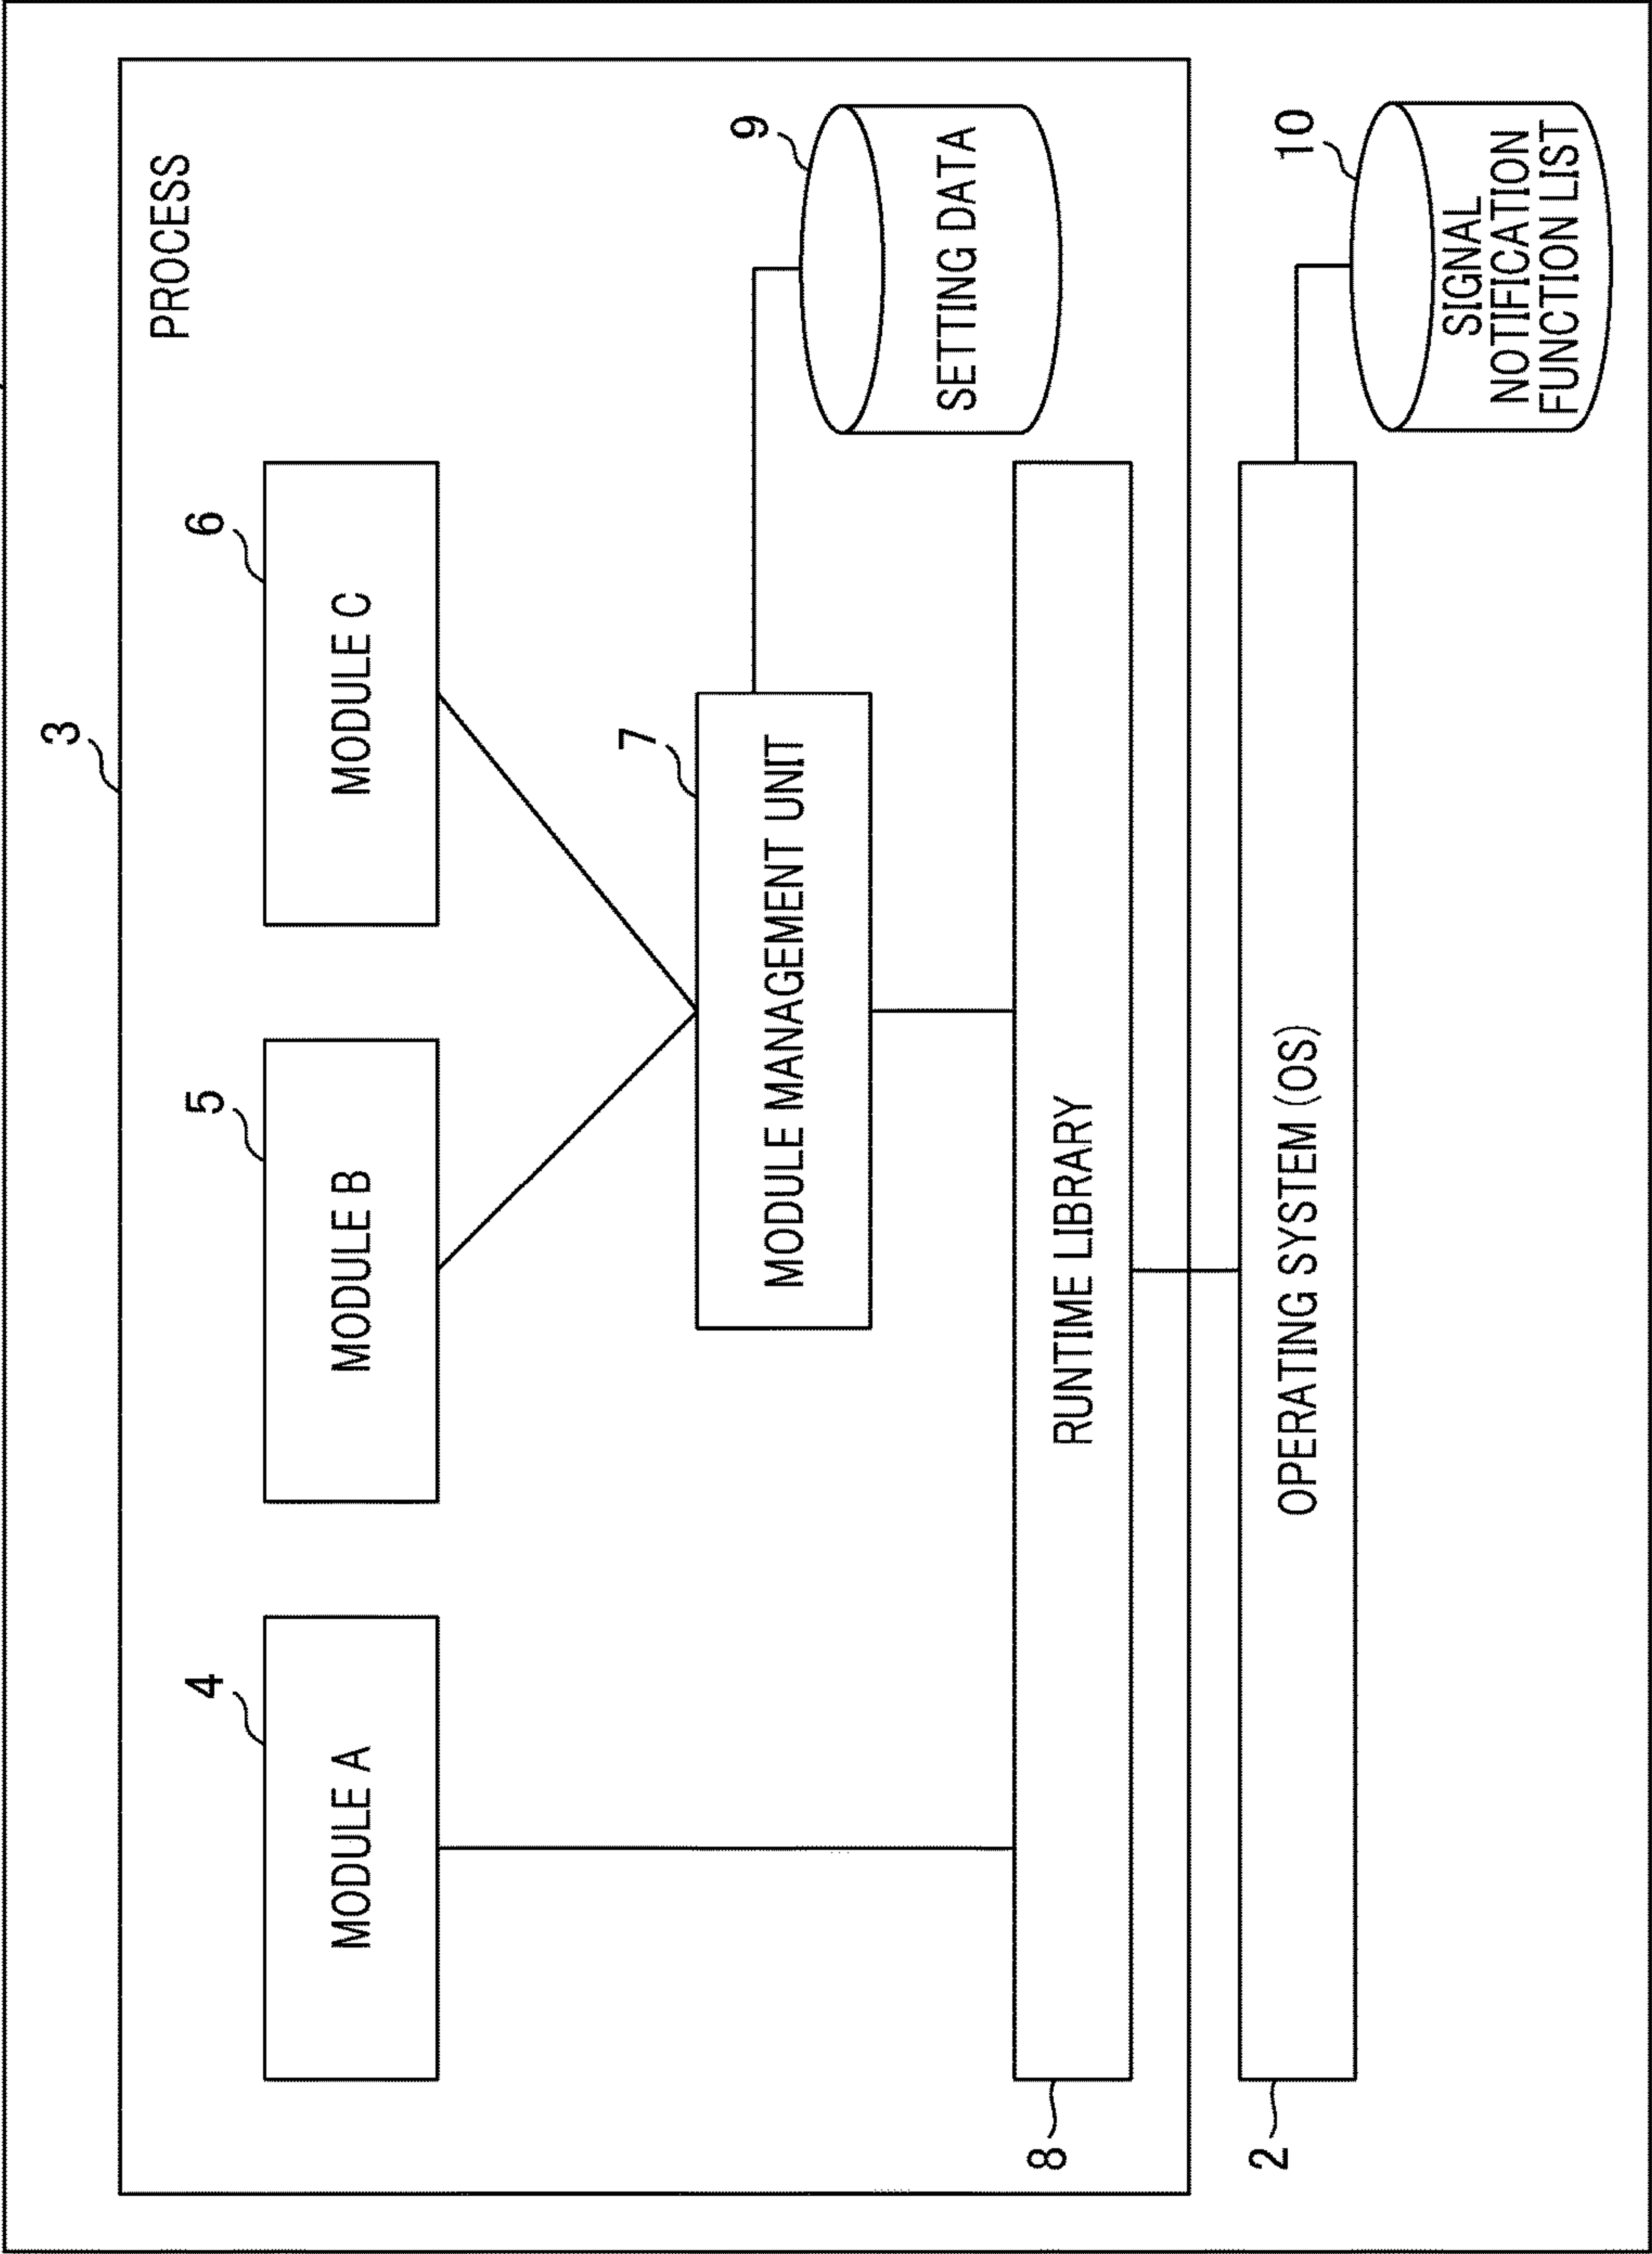 3
PROCESS
4
MODULE A
5
MODULE B
6
MODULE C
7
MODULE MANAGEMENT UNIT
9
SETTING DATA
8
RUNTIME LIBRARY
2
OPERATING SYSTEM (OS)
10
SIGNAL
NOTIFICATION
FUNCTION LIST